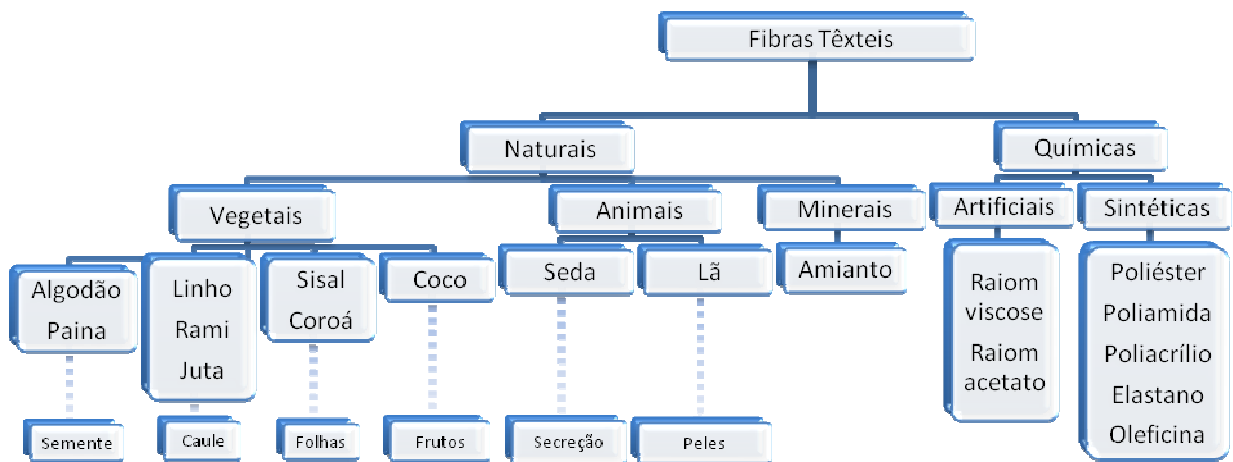 Fibras Têxteis
Naturais
Químicas
Vegetais
Animais
Minerais
Artificiais
Sintéticas
Algodão
Paina
Linho
Rami
Juta
Sisal
Coroá
Coco
Seda
Lã
Amianto
Raiom
viscose
Raiom
acetato
Poliéster
Poliamida
Poliacrílio
Elastano
Oleficina
Semente
Caule
Folhas
Frutos
Secreção
Peles